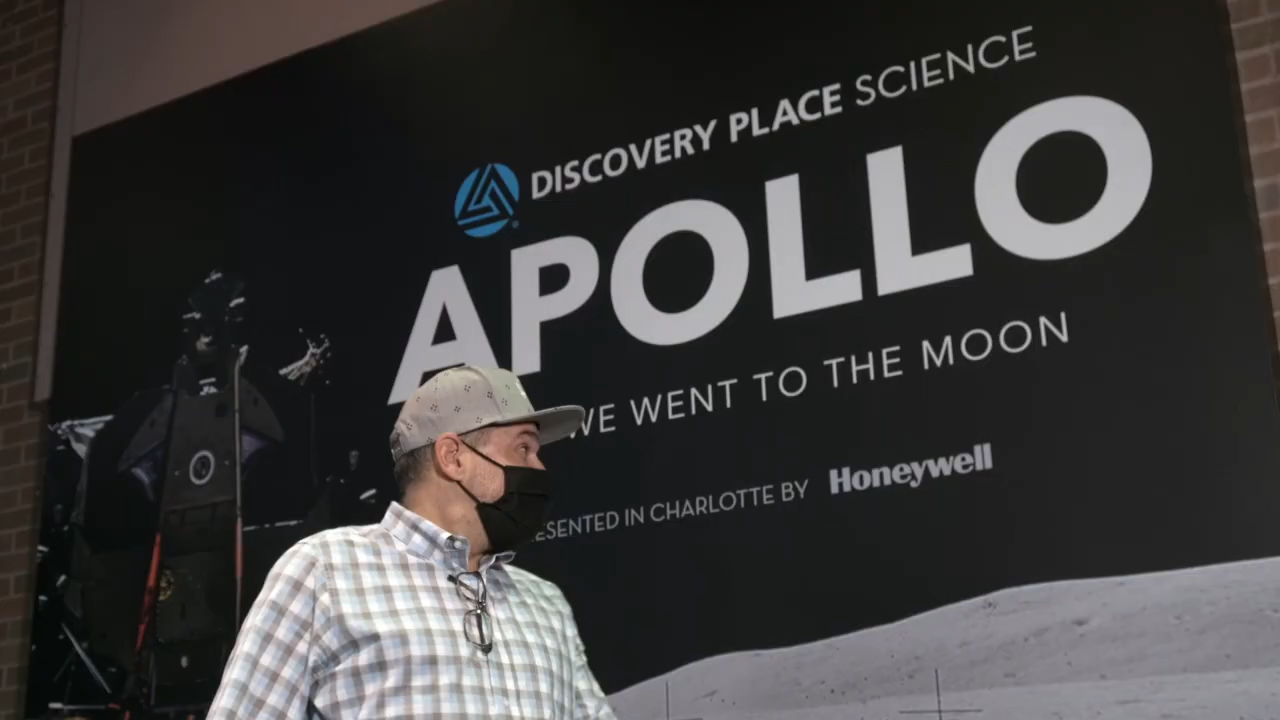 DISCOVERY PLACE SCIENCE
APOLLO
WE WENT TO THE MOON
ESENTED IN CHARLOTTE BY Honeywell